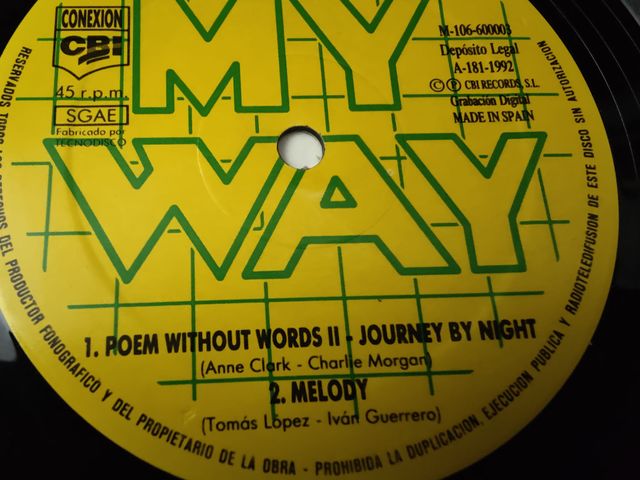 CONEXION
CBI
45 r.p.m.
SGAE
Fabricado por
TECNODISCO
MY
WAY
M-106-600003
Depósito Legal
A-181-1992
© Ⓟ CBI RECORDS, S.L.
Grabación Digital
MADE IN SPAIN
1. POEM WITHOUT WORDS II - JOURNEY BY NIGHT
(Anne Clark - Charlie Morgan)
2. MELODY
(Tomás López - Iván Guerrero)
RESERVADOS TODOS LOS DERECHOS DEL PRODUCTOR FONOGRAFICO Y DEL PROPIETARIO DE LA OBRA - PROHIBIDA LA DUPLICACION, EJECUCION PUBLICA Y RADIOTELEDIFUSION DE ESTE DISCO SIN AUTORIZACION